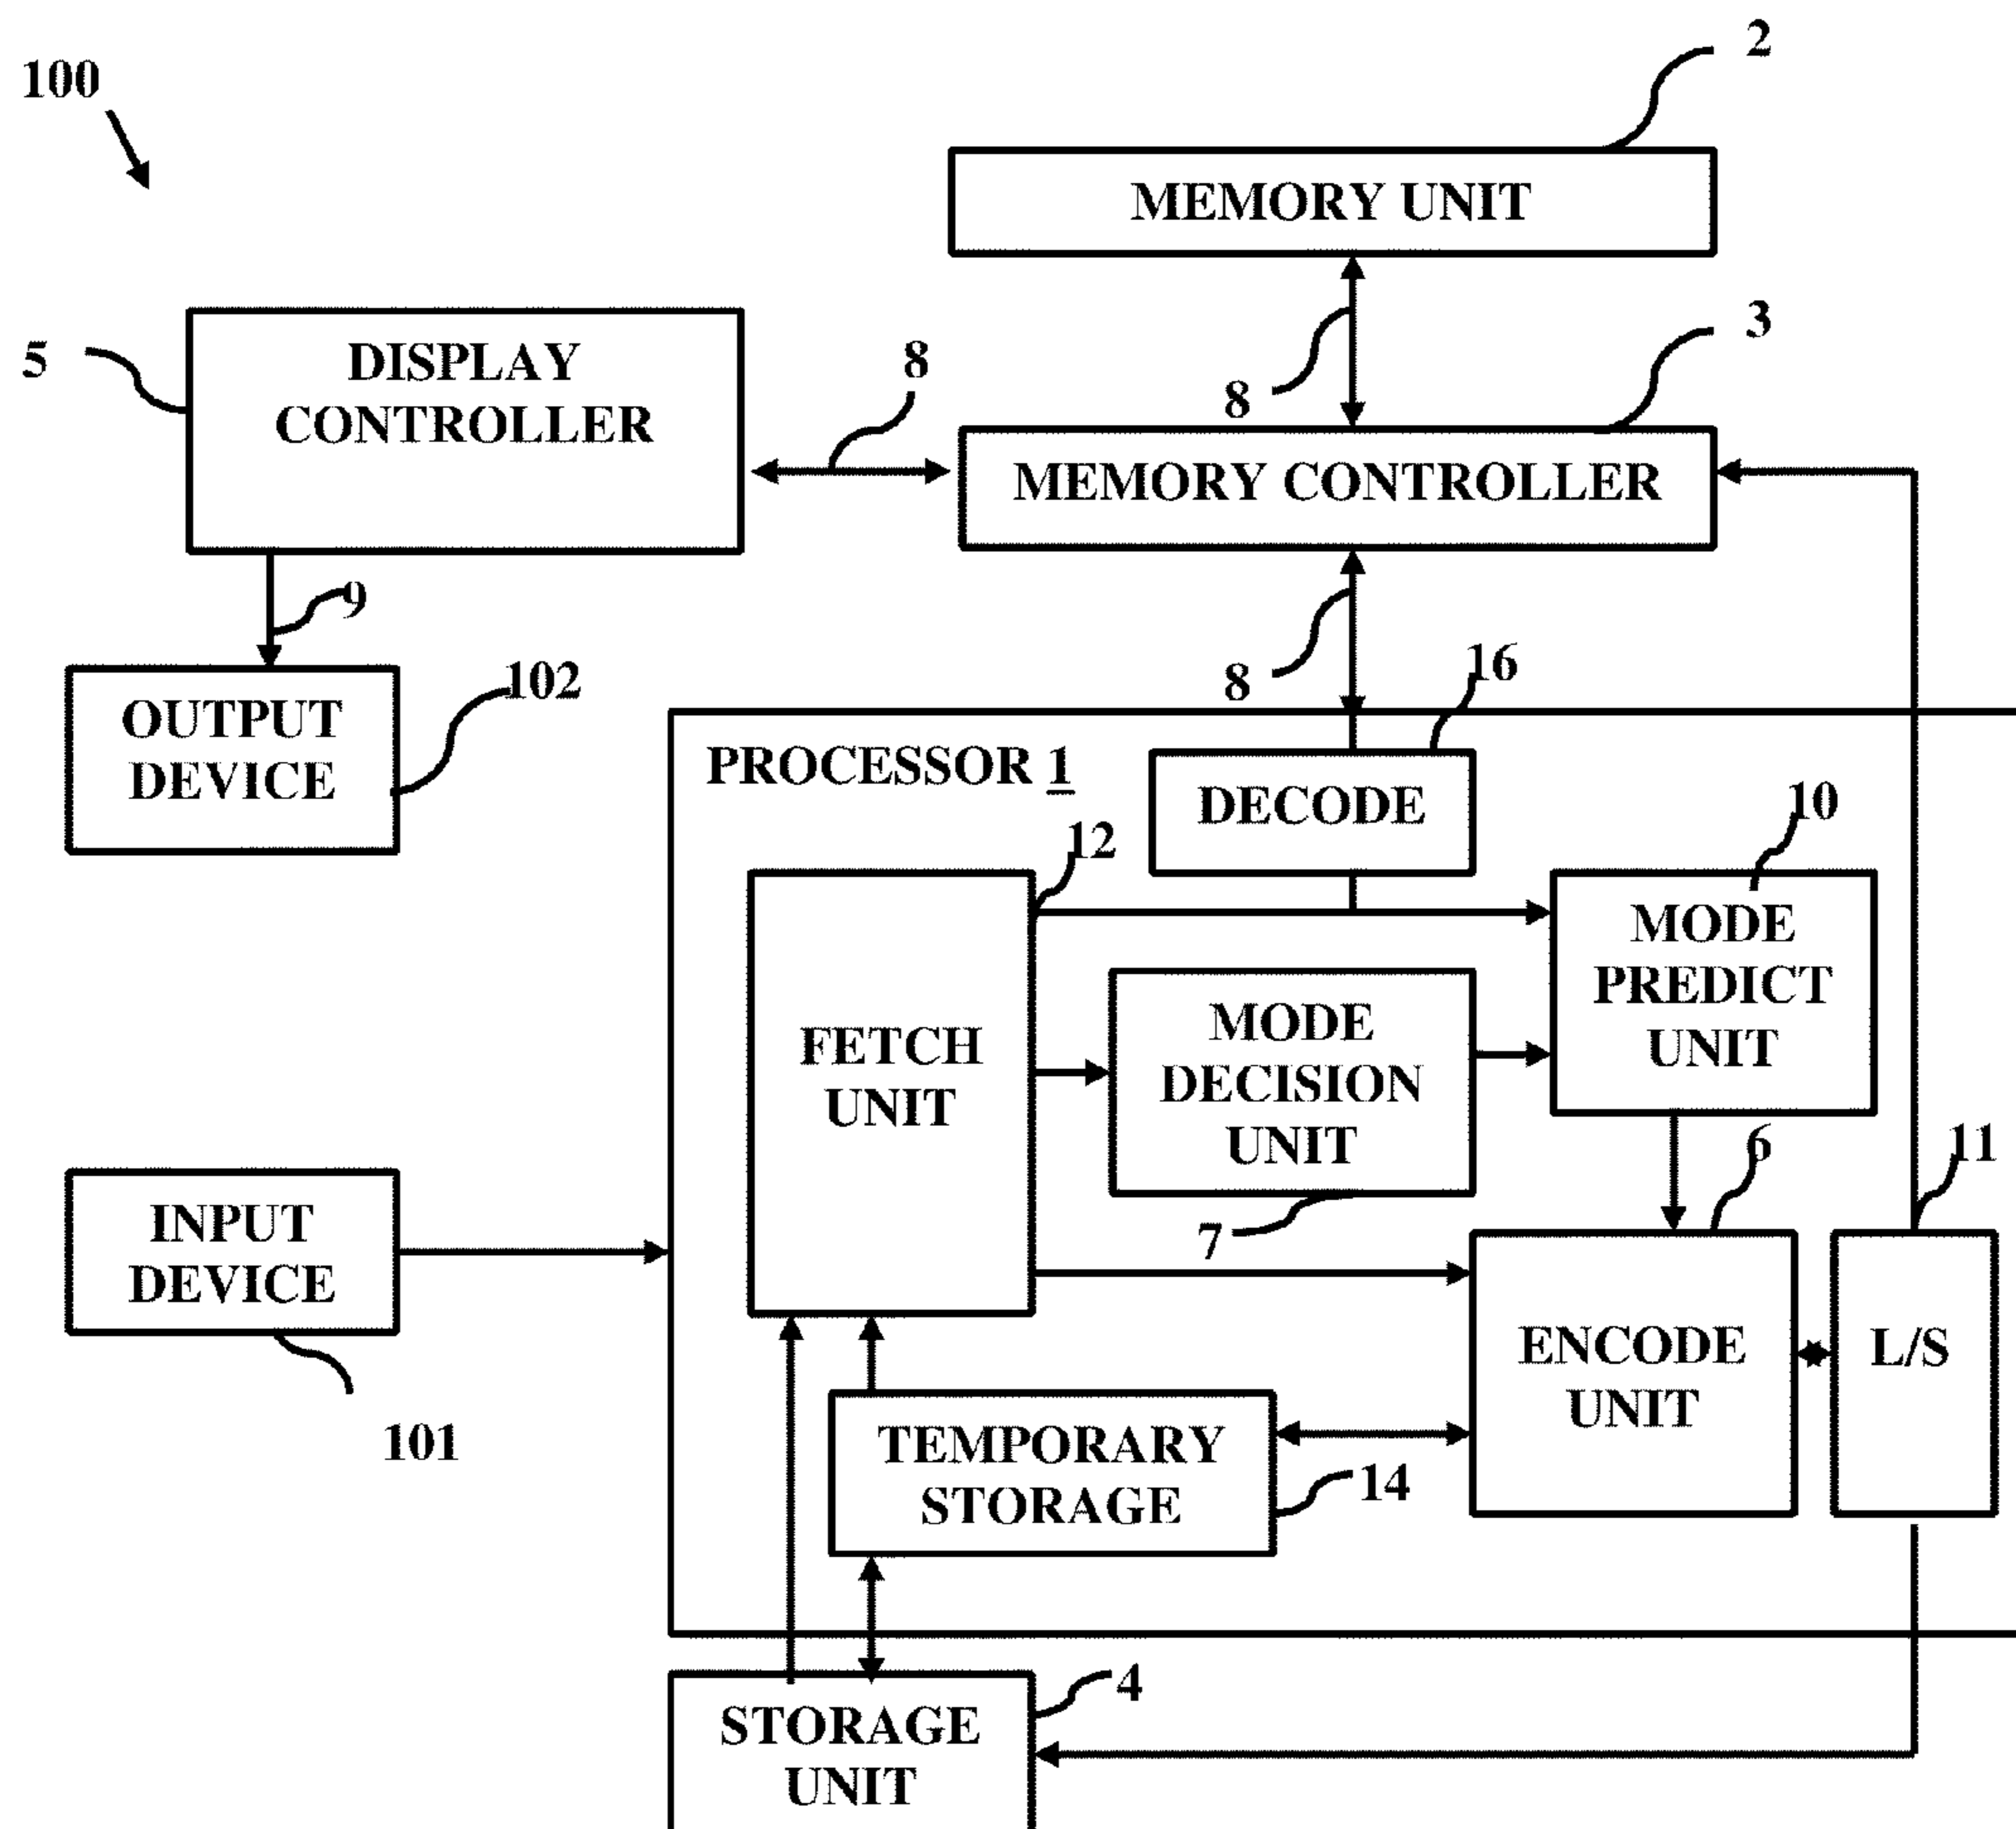 100
2
MEMORY UNIT
5
DISPLAY
CONTROLLER
8
8
3
MEMORY CONTROLLER
9
8
16
OUTPUT
DEVICE
102
PROCESSOR 1
DECODE
12
10
FETCH
UNIT
MODE
DECISION
UNIT
7
MODE
PREDICT
UNIT
6
11
INPUT
DEVICE
101
ENCODE
UNIT
L/S
TEMPORARY
STORAGE
14
STORAGE
UNIT
4